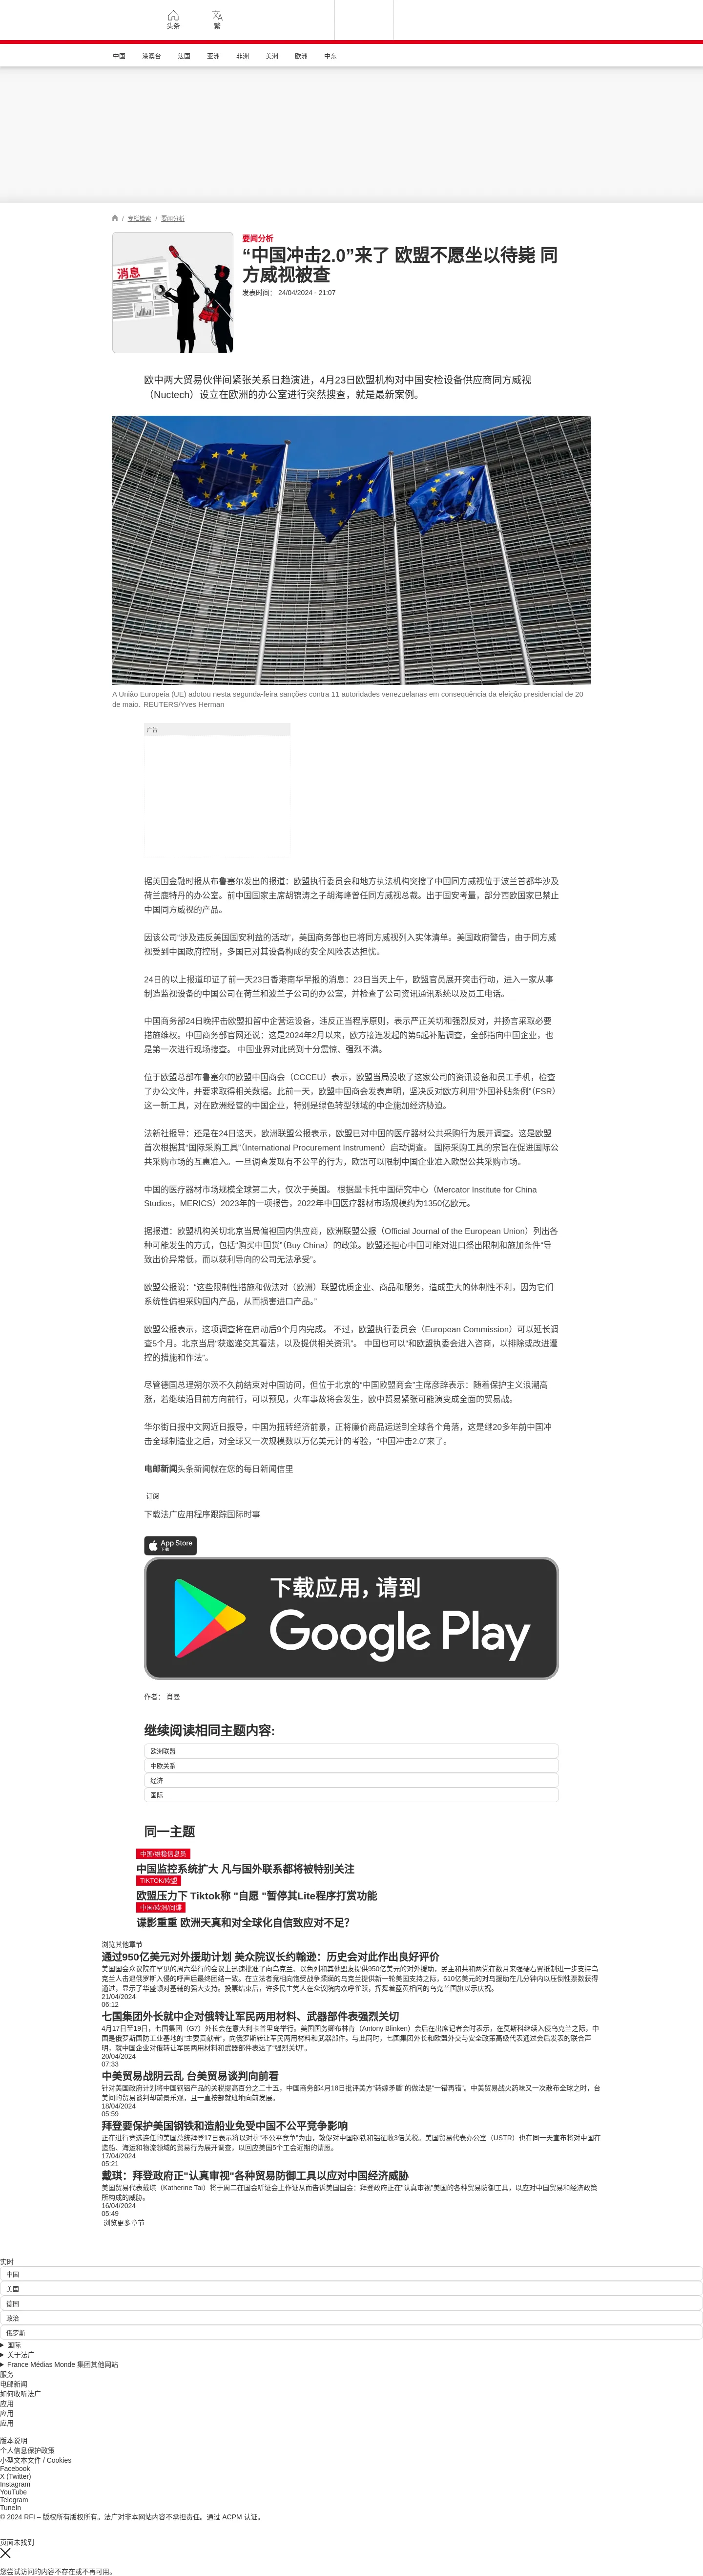 头条
繁
中国
港澳台
法国
亚洲
非洲
美洲
欧洲
中东
/ 专栏检索 / 要闻分析
消息
要闻分析
“中国冲击2.0”来了 欧盟不愿坐以待毙 同
方威视被查
发表时间： 24/04/2024 - 21:07
欧中两大贸易伙伴间紧张关系日趋演进，4月23日欧盟机构对中国安检设备供应商同方威视
（Nuctech）设立在欧洲的办公室进行突然搜查，就是最新案例。
A União Europeia (UE) adotou nesta segunda-feira sanções contra 11 autoridades venezuelanas em consequência da eleição presidencial de 20
de maio. REUTERS/Yves Herman
广告
据英国金融时报从布鲁塞尔发出的报道：欧盟执行委员会和地方执法机构突搜了中国同方威视位于波兰首都华沙及
荷兰鹿特丹的办公室。前中国国家主席胡锦涛之子胡海峰曾任同方威视总裁。出于国安考量，部分西欧国家已禁止
中国同方威视的产品。
因该公司“涉及违反美国国安利益的活动”，美国商务部也已将同方威视列入实体清单。美国政府警告，由于同方威
视受到中国政府控制，多国已对其设备构成的安全风险表达担忧。
24日的以上报道印证了前一天23日香港南华早报的消息：23日当天上午，欧盟官员展开突击行动，进入一家从事
制造监视设备的中国公司在荷兰和波兰子公司的办公室，并检查了公司资讯通讯系统以及员工电话。
中国商务部24日晚抨击欧盟扣留中企营运设备，违反正当程序原则，表示严正关切和强烈反对，并扬言采取必要
措施维权。中国商务部官网还说：这是2024年2月以来，欧方接连发起的第5起补贴调查，全部指向中国企业，也
是第一次进行现场搜查。 中国业界对此感到十分震惊、强烈不满。
位于欧盟总部布鲁塞尔的欧盟中国商会（CCCEU）表示，欧盟当局没收了这家公司的资讯设备和员工手机，检查
了办公文件，并要求取得相关数据。此前一天，欧盟中国商会发表声明，坚决反对欧方利用“外国补贴条例”（FSR）
这一新工具，对在欧洲经营的中国企业，特别是绿色转型领域的中企施加经济胁迫。
法新社报导：还是在24日这天，欧洲联盟公报表示，欧盟已对中国的医疗器材公共采购行为展开调查。这是欧盟
首次根据其“国际采购工具”（International Procurement Instrument）启动调查。 国际采购工具的宗旨在促进国际公
共采购市场的互惠准入。一旦调查发现有不公平的行为，欧盟可以限制中国企业准入欧盟公共采购市场。
中国的医疗器材市场规模全球第二大，仅次于美国。 根据墨卡托中国研究中心（Mercator Institute for China
Studies，MERICS）2023年的一项报告，2022年中国医疗器材市场规模约为1350亿欧元。
据报道：欧盟机构关切北京当局偏袒国内供应商，欧洲联盟公报（Official Journal of the European Union）列出各
种可能发生的方式，包括“购买中国货”（Buy China）的政策。欧盟还担心中国可能对进口祭出限制和施加条件“导
致出价异常低，而以获利导向的公司无法承受”。
欧盟公报说：“这些限制性措施和做法对（欧洲）联盟优质企业、商品和服务，造成重大的体制性不利，因为它们
系统性偏袒采购国内产品，从而损害进口产品。”
欧盟公报表示，这项调查将在启动后9个月内完成。 不过，欧盟执行委员会（European Commission）可以延长调
查5个月。北京当局“获邀递交其看法，以及提供相关资讯”。 中国也可以“和欧盟执委会进入咨商，以排除或改进遭
控的措施和作法”。
尽管德国总理朔尔茨不久前结束对中国访问，但位于北京的“中国欧盟商会”主席彦辞表示：随着保护主义浪潮高
涨，若继续沿目前方向前行，可以预见，火车事故将会发生，欧中贸易紧张可能演变成全面的贸易战。
华尔街日报中文网近日报导，中国为扭转经济前景，正将廉价商品运送到全球各个角落，这是继20多年前中国冲
击全球制造业之后，对全球又一次规模数以万亿美元计的考验，“中国冲击2.0”来了。
电邮新闻头条新闻就在您的每日新闻信里
订阅
下载法广应用程序跟踪国际时事
App Store
下载
下载应用，请到
Google Play
作者： 肖曼
继续阅读相同主题内容:
欧洲联盟
中欧关系
经济
国际
同一主题
中国/维稳信息员
中国监控系统扩大 凡与国外联系都将被特别关注
TIKTOK/欧盟
欧盟压力下 Tiktok称 "自愿 "暂停其Lite程序打赏功能
中国/欧洲/间谍
谍影重重 欧洲天真和对全球化自信致应对不足?
浏览其他章节
通过950亿美元对外援助计划 美众院议长约翰逊：历史会对此作出良好评价
美国国会众议院在罕见的周六举行的会议上迅速批准了向乌克兰、以色列和其他盟友提供950亿美元的对外援助，民主和共和两党在数月来强硬右翼抵制进一步支持乌
克兰人击退俄罗斯入侵的呼声后最终团结一致。在立法者竞相向饱受战争蹂躏的乌克兰提供新一轮美国支持之际，610亿美元的对乌援助在几分钟内以压倒性票数获得
通过，显示了华盛顿对基辅的强大支持。投票结束后，许多民主党人在众议院内欢呼雀跃，挥舞着蓝黄相间的乌克兰国旗以示庆祝。
21/04/2024
06:12
七国集团外长就中企对俄转让军民两用材料、武器部件表强烈关切
4月17日至19日，七国集团（G7）外长会在意大利卡普里岛举行。美国国务卿布林肯（Antony Blinken）会后在出席记者会时表示，在莫斯科继续入侵乌克兰之际，中
国是俄罗斯国防工业基地的“主要贡献者”，向俄罗斯转让军民两用材料和武器部件。与此同时，七国集团外长和欧盟外交与安全政策高级代表通过会后发表的联合声
明，就中国企业对俄转让军民两用材料和武器部件表达了“强烈关切”。
20/04/2024
07:33
中美贸易战阴云乱 台美贸易谈判向前看
针对美国政府计划将中国钢铝产品的关税提高百分之二十五，中国商务部4月18日批评美方“转嫁矛盾”的做法是“一错再错”。中美贸易战火药味又一次散布全球之时，台
美间的贸易谈判却前景乐观，且一直按部就班地向前发展。
18/04/2024
05:59
拜登要保护美国钢铁和造船业免受中国不公平竞争影响
正在进行竞选连任的美国总统拜登17日表示将以对抗“不公平竞争”为由，敦促对中国钢铁和铝征收3倍关税。美国贸易代表办公室（USTR）也在同一天宣布将对中国在
造船、海运和物流领域的贸易行为展开调查，以回应美国5个工会近期的请愿。
17/04/2024
05:21
戴琪：拜登政府正"认真审视"各种贸易防御工具以应对中国经济威胁
美国贸易代表戴琪（Katherine Tai）将于周二在国会听证会上作证从而告诉美国国会：拜登政府正在"认真审视"美国的各种贸易防御工具，以应对中国贸易和经济政策
所构成的威胁。
16/04/2024
05:49
浏览更多章节
实时
中国
美国
德国
政治
俄罗斯
国际
关于法广
France Médias Monde 集团其他网站
服务
电邮新闻
如何收听法广
应用
应用
应用
版本说明
个人信息保护政策
小型文本文件 / Cookies
Facebook
X (Twitter)
Instagram
YouTube
Telegram
TuneIn
© 2024 RFI – 版权所有版权所有。法广对非本网站内容不承担责任。通过 ACPM 认证。
页面未找到
您尝试访问的内容不存在或不再可用。